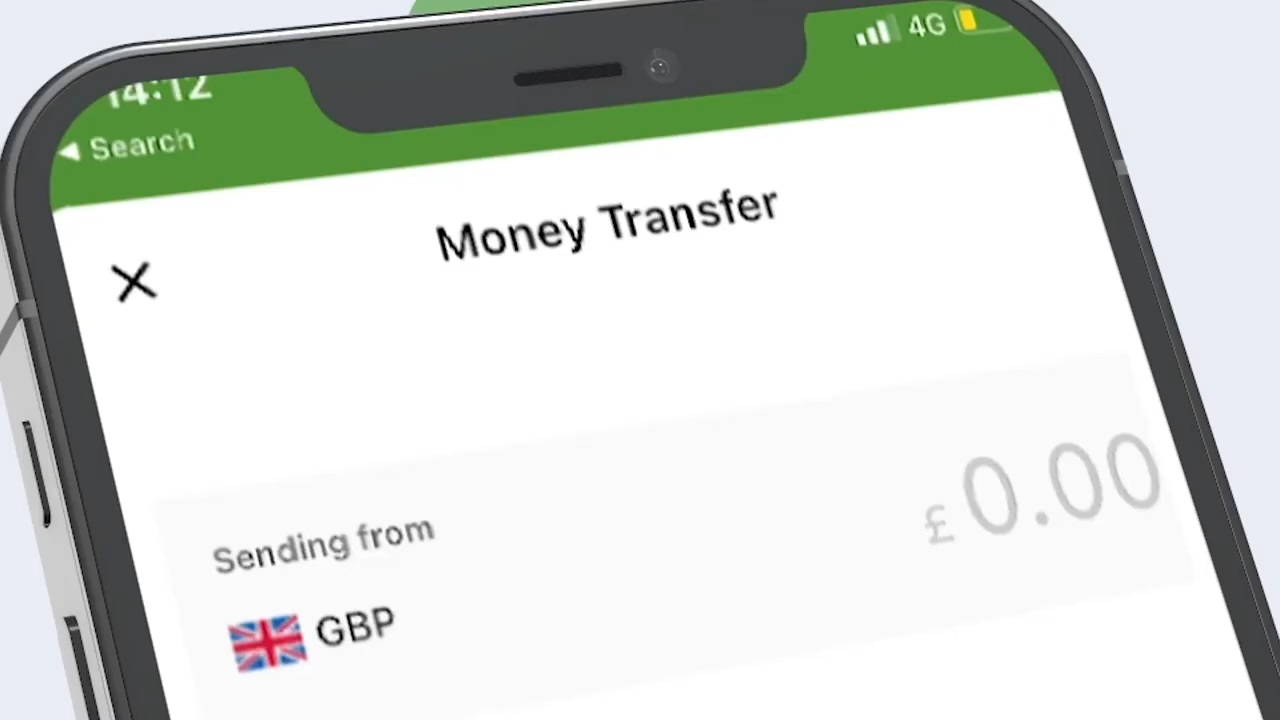 14:12
4G
◀ Search
Money Transfer
Sending from
£ 0.00
GBP